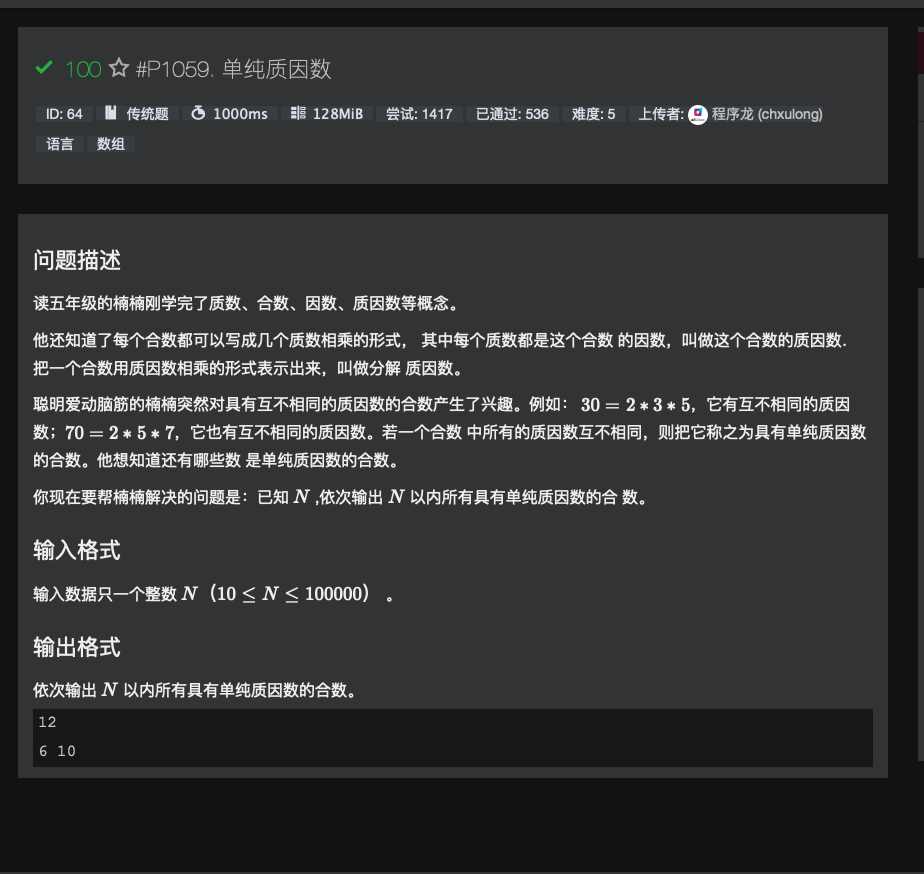 100 #P1059. 单纯质因数
ID: 64 传统题 1000ms 128MiB 尝试: 1417 已通过: 536 难度: 5 上传者: 程序龙 (chxulong)
语言 数组
问题描述
读五年级的楠楠刚学完了质数、合数、因数、质因数等概念。
他还知道了每个合数都可以写成几个质数相乘的形式， 其中每个质数都是这个合数 的因数，叫做这个合数的质因数.
把一个合数用质因数相乘的形式表示出来，叫做分解 质因数。
聪明爱动脑筋的楠楠突然对具有互不相同的质因数的合数产生了兴趣。例如： 30 = 2 * 3 * 5，它有互不相同的质因
数；70 = 2 * 5 * 7，它也有互不相同的质因数。若一个合数 中所有的质因数互不相同，则把它称之为具有单纯质因数
的合数。他想知道还有哪些数 是单纯质因数的合数。
你现在要帮楠楠解决的问题是：已知 N ,依次输出 N 以内所有具有单纯质因数的合 数。
输入格式
输入数据只一个整数 N（10 ≤ N ≤ 100000） 。
输出格式
依次输出 N 以内所有具有单纯质因数的合数。
12
6 10